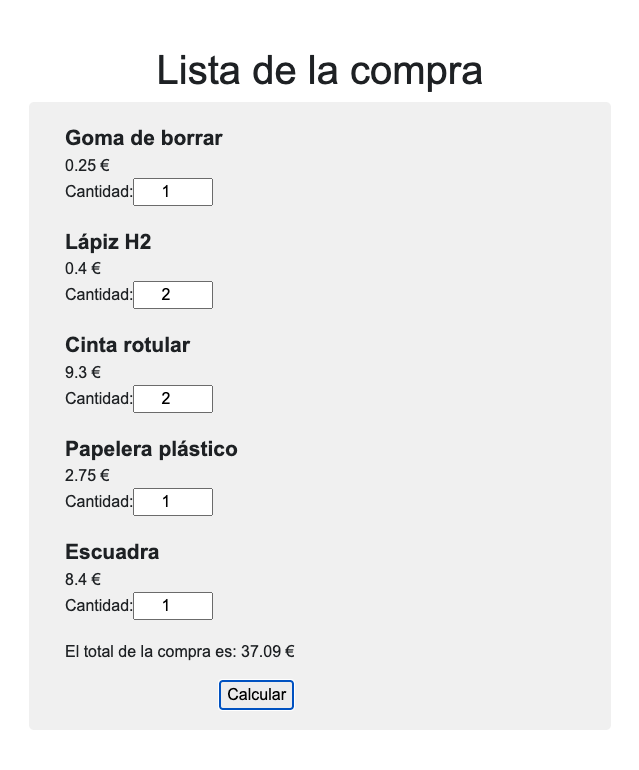 Lista de la compra
Goma de borrar
0.25 €
Cantidad: 1
Lápiz H2
0.4 €
Cantidad: 2
Cinta rotular
9.3 €
Cantidad: 2
Papelera plástico
2.75 €
Cantidad: 1
Escuadra
8.4 €
Cantidad: 1
El total de la compra es: 37.09 €
Calcular